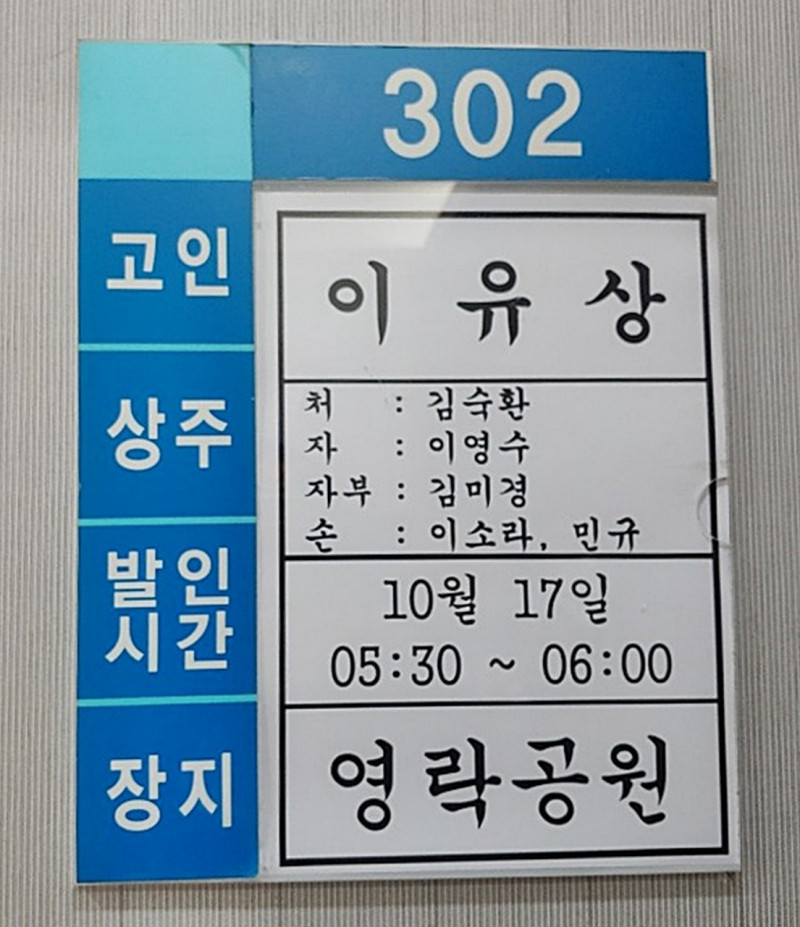 302
고인
이유상
상주
처 : 김숙환
자 : 이영수
자부 : 김미경
손 : 이소라, 민규
발인
시간
10월 17일
05:30 ~ 06:00
장지
영락공원